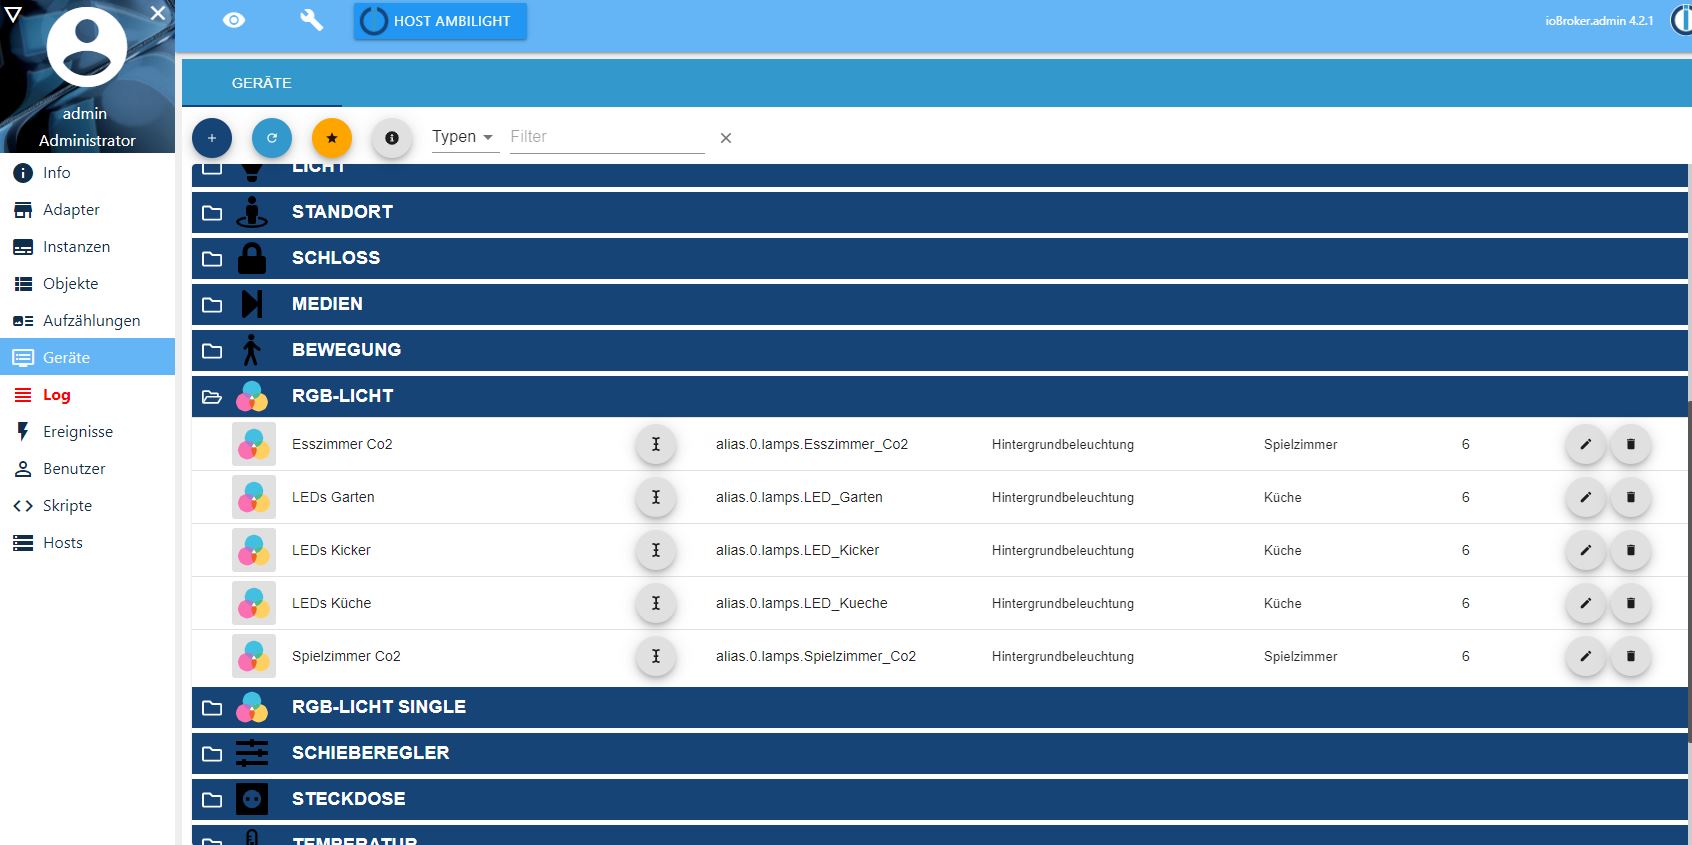 HOST AMBILIGHT
ioBroker.admin 4.2.1
admin
Administrator
Info
Adapter
Instanzen
Objekte
Aufzählungen
Geräte
Log
Ereignisse
Benutzer
Skripte
Hosts
GERÄTE
Typen Filter
LICHT
STANDORT
SCHLOSS
MEDIEN
BEWEGUNG
RGB-LICHT
Esszimmer Co2 alias.0.lamps.Esszimmer_Co2 Hintergrundbeleuchtung Spielzimmer 6
LEDs Garten alias.0.lamps.LED_Garten Hintergrundbeleuchtung Küche 6
LEDs Kicker alias.0.lamps.LED_Kicker Hintergrundbeleuchtung Küche 6
LEDs Küche alias.0.lamps.LED_Kueche Hintergrundbeleuchtung Küche 6
Spielzimmer Co2 alias.0.lamps.Spielzimmer_Co2 Hintergrundbeleuchtung Spielzimmer 6
RGB-LICHT SINGLE
SCHIEBEREGLER
STECKDOSE
TEMPERATUR